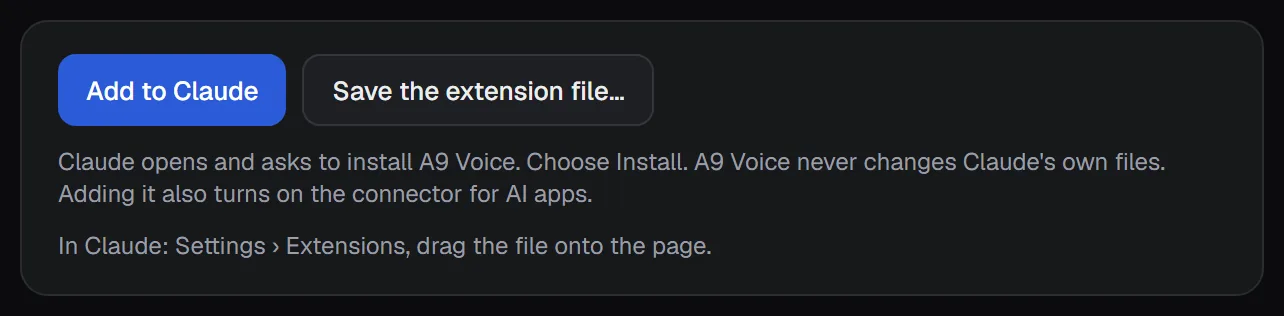 Add to Claude
Save the extension file…
Claude opens and asks to install A9 Voice. Choose Install. A9 Voice never changes Claude's own files.
Adding it also turns on the connector for AI apps.
In Claude: Settings › Extensions, drag the file onto the page.